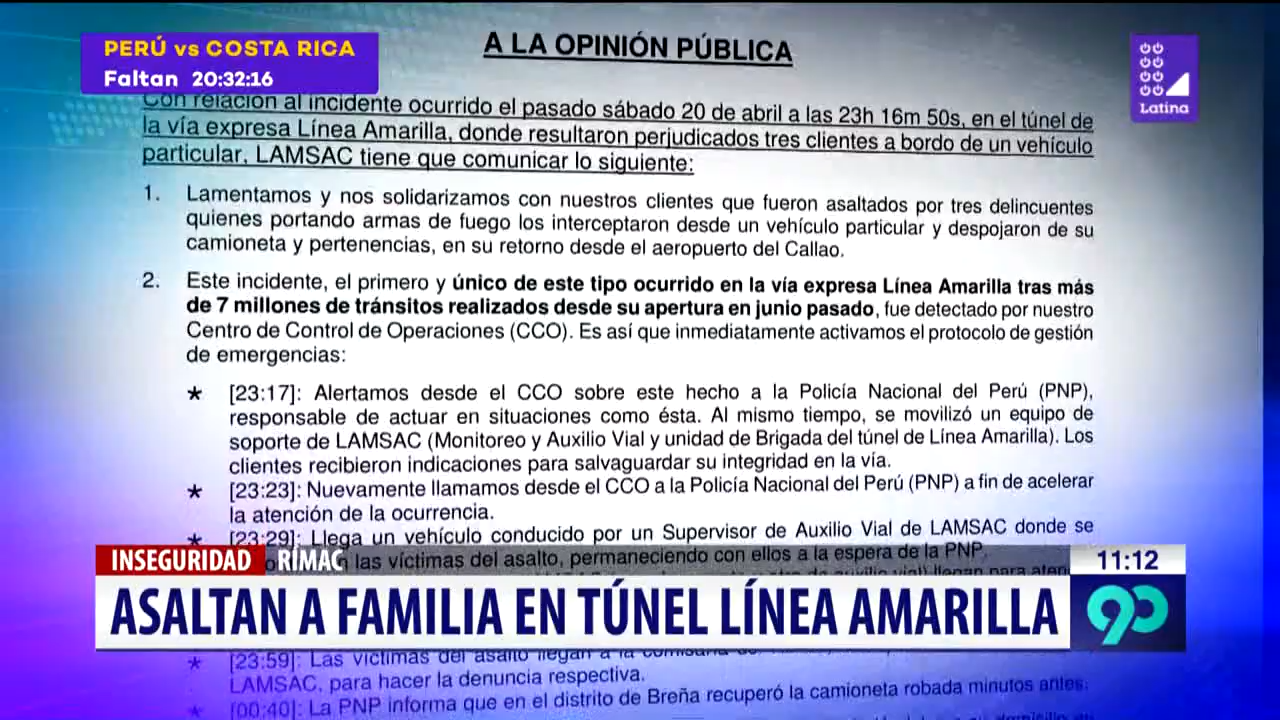 PERÚ vs COSTA RICA
Faltan 20:32:16
Latina
A LA OPINIÓN PÚBLICA
Con relación al incidente ocurrido el pasado sábado 20 de abril a las 23h 16m 50s, en el túnel de
la vía expresa Línea Amarilla, donde resultaron perjudicados tres clientes a bordo de un vehículo
particular, LAMSAC tiene que comunicar lo siguiente:
1. Lamentamos y nos solidarizamos con nuestros clientes que fueron asaltados por tres delincuentes
quienes portando armas de fuego los interceptaron desde un vehículo particular y despojaron de su
camioneta y pertenencias, en su retorno desde el aeropuerto del Callao.
2. Este incidente, el primero y único de este tipo ocurrido en la vía expresa Línea Amarilla tras más
de 7 millones de tránsitos realizados desde su apertura en junio pasado, fue detectado por nuestro
Centro de Control de Operaciones (CCO). Es así que inmediatamente activamos el protocolo de gestión
de emergencias:
* [23:17]: Alertamos desde el CCO sobre este hecho a la Policía Nacional del Perú (PNP),
responsable de actuar en situaciones como ésta. Al mismo tiempo, se movilizó un equipo de
soporte de LAMSAC (Monitoreo y Auxilio Vial y unidad de Brigada del túnel de Línea Amarilla). Los
clientes recibieron indicaciones para salvaguardar su integridad en la vía.
* [23:23]: Nuevamente llamamos desde el CCO a la Policía Nacional del Perú (PNP) a fin de acelerar
la atención de la ocurrencia.
* [23:29]: Llega un vehículo conducido por un Supervisor de Auxilio Vial de LAMSAC donde se
las víctimas del asalto, permaneciendo con ellos a la espera de la PNP.
INSEGURIDAD RÍMAC
11:12
ASALTAN A FAMILIA EN TÚNEL LÍNEA AMARILLA
90
* [23:59]: Las víctimas del asalto llegan a la comisaría
LAMSAC, para hacer la denuncia respectiva.
* [00:40]: La PNP informa que en el distrito de Breña recuperó la camioneta robada minutos antes.